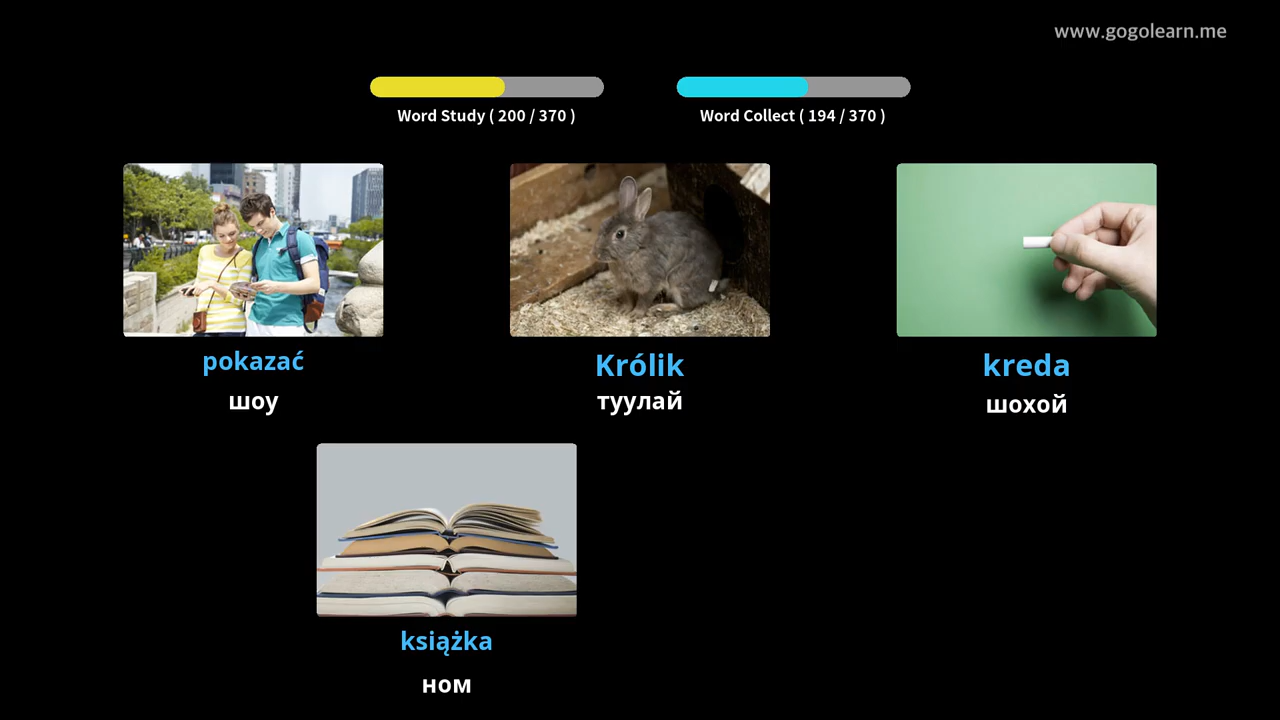 www.gogolearn.me
Word Study ( 200 / 370 )
Word Collect ( 194 / 370 )
pokazać
шоу
Królik
туулай
kreda
шохой
książka
ном